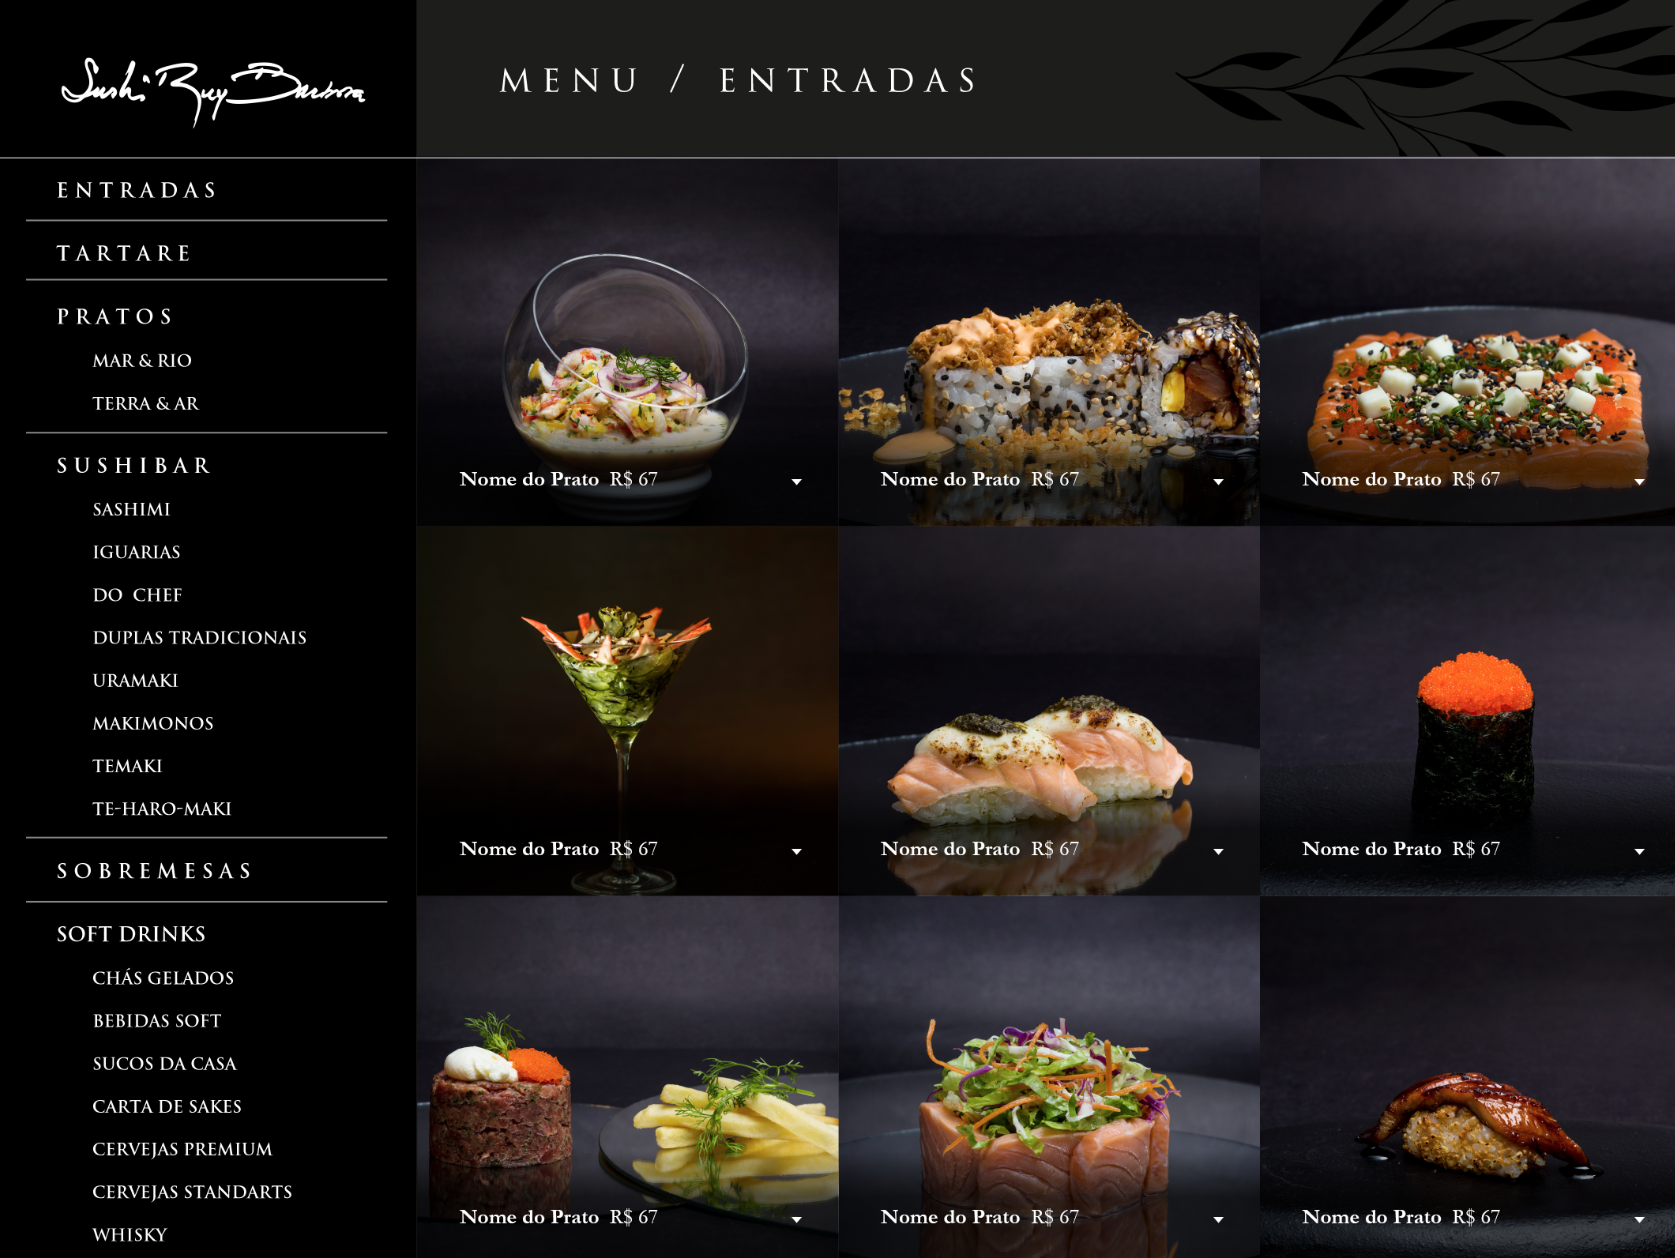 Sushi Ruy Barbosa
MENU / ENTRADAS
ENTRADAS
TARTARE
PRATOS
MAR & RIO
TERRA & AR
SUSHIBAR
SASHIMI
IGUARIAS
DO CHEF
DUPLAS TRADICIONAIS
URAMAKI
MAKIMONOS
TEMAKI
TE-HARO-MAKI
SOBREMESAS
SOFT DRINKS
CHÁS GELADOS
BEBIDAS SOFT
SUCOS DA CASA
CARTA DE SAKES
CERVEJAS PREMIUM
CERVEJAS STANDARTS
WHISKY
Nome do Prato R$ 67
Nome do Prato R$ 67
Nome do Prato R$ 67
Nome do Prato R$ 67
Nome do Prato R$ 67
Nome do Prato R$ 67
Nome do Prato R$ 67
Nome do Prato R$ 67
Nome do Prato R$ 67